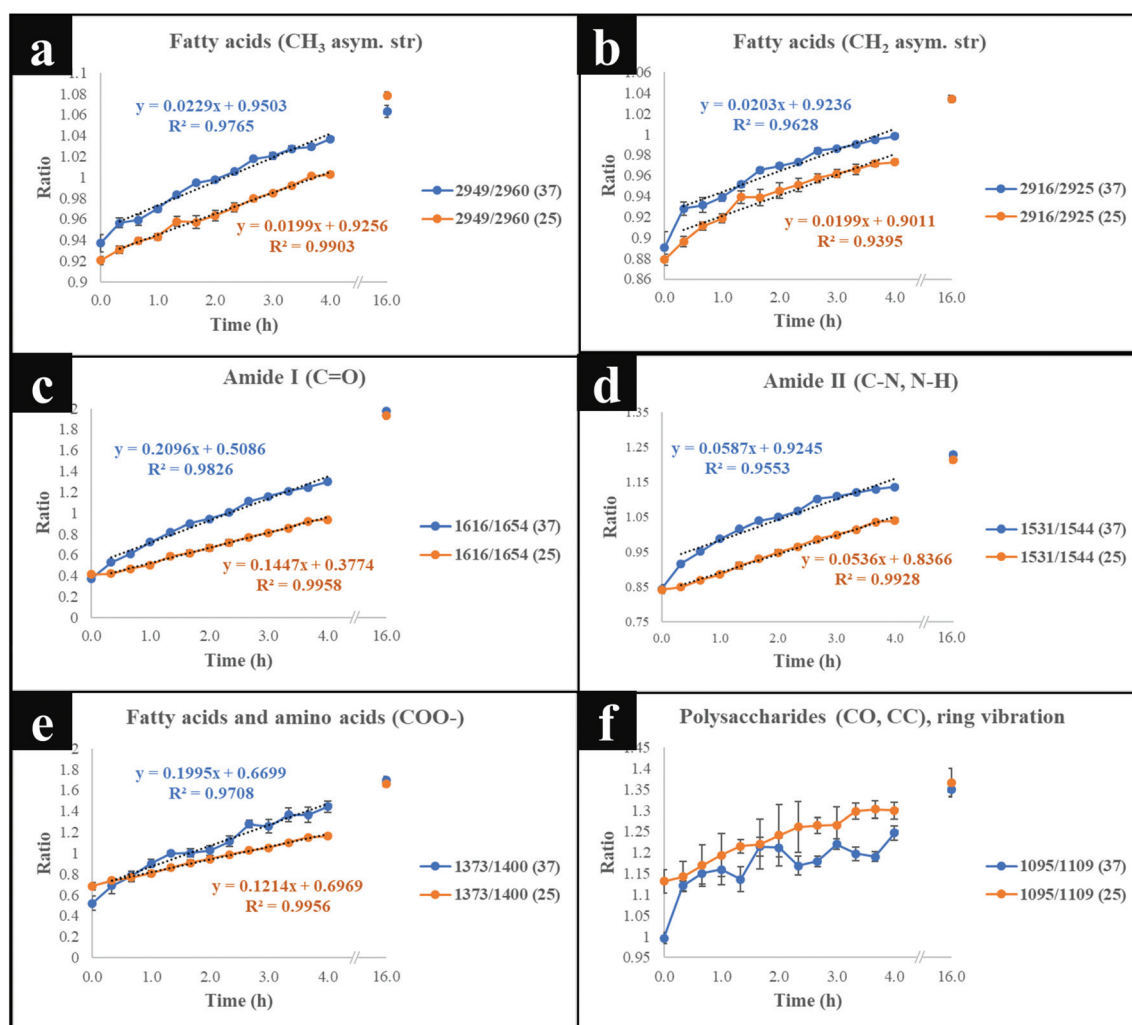 a
Fatty acids (CH3 asym. str)
1.1
1.08
1.06
1.04
1.02
1
0.98
0.96
0.94
0.92
0.9
Ratio
y = 0.0229x + 0.9503
R² = 0.9765
y = 0.0199x + 0.9256
R² = 0.9903
2949/2960 (37)
2949/2960 (25)
0.0 1.0 2.0 3.0 4.0 16.0
Time (h)
b
Fatty acids (CH2 asym. str)
1.06
1.04
1.02
1
0.98
0.96
0.94
0.92
0.9
0.88
0.86
Ratio
y = 0.0203x + 0.9236
R² = 0.9628
y = 0.0199x + 0.9011
R² = 0.9395
2916/2925 (37)
2916/2925 (25)
0.0 1.0 2.0 3.0 4.0 16.0
Time (h)
c
Amide I (C=O)
2
1.8
1.6
1.4
1.2
1
0.8
0.6
0.4
0.2
0
Ratio
y = 0.2096x + 0.5086
R² = 0.9826
y = 0.1447x + 0.3774
R² = 0.9958
1616/1654 (37)
1616/1654 (25)
0.0 1.0 2.0 3.0 4.0 16.0
Time (h)
d
Amide II (C-N, N-H)
1.35
1.25
1.15
1.05
0.95
0.85
0.75
Ratio
y = 0.0587x + 0.9245
R² = 0.9553
y = 0.0536x + 0.8366
R² = 0.9928
1531/1544 (37)
1531/1544 (25)
0.0 1.0 2.0 3.0 4.0 16.0
Time (h)
e
Fatty acids and amino acids (COO-)
2
1.8
1.6
1.4
1.2
1
0.8
0.6
0.4
0.2
0
Ratio
y = 0.1995x + 0.6699
R² = 0.9708
y = 0.1214x + 0.6969
R² = 0.9956
1373/1400 (37)
1373/1400 (25)
0.0 1.0 2.0 3.0 4.0 16.0
Time (h)
f
Polysaccharides (CO, CC), ring vibration
1.45
1.4
1.35
1.3
1.25
1.2
1.15
1.1
1.05
1
0.95
Ratio
1095/1109 (37)
1095/1109 (25)
0.0 1.0 2.0 3.0 4.0 16.0
Time (h)